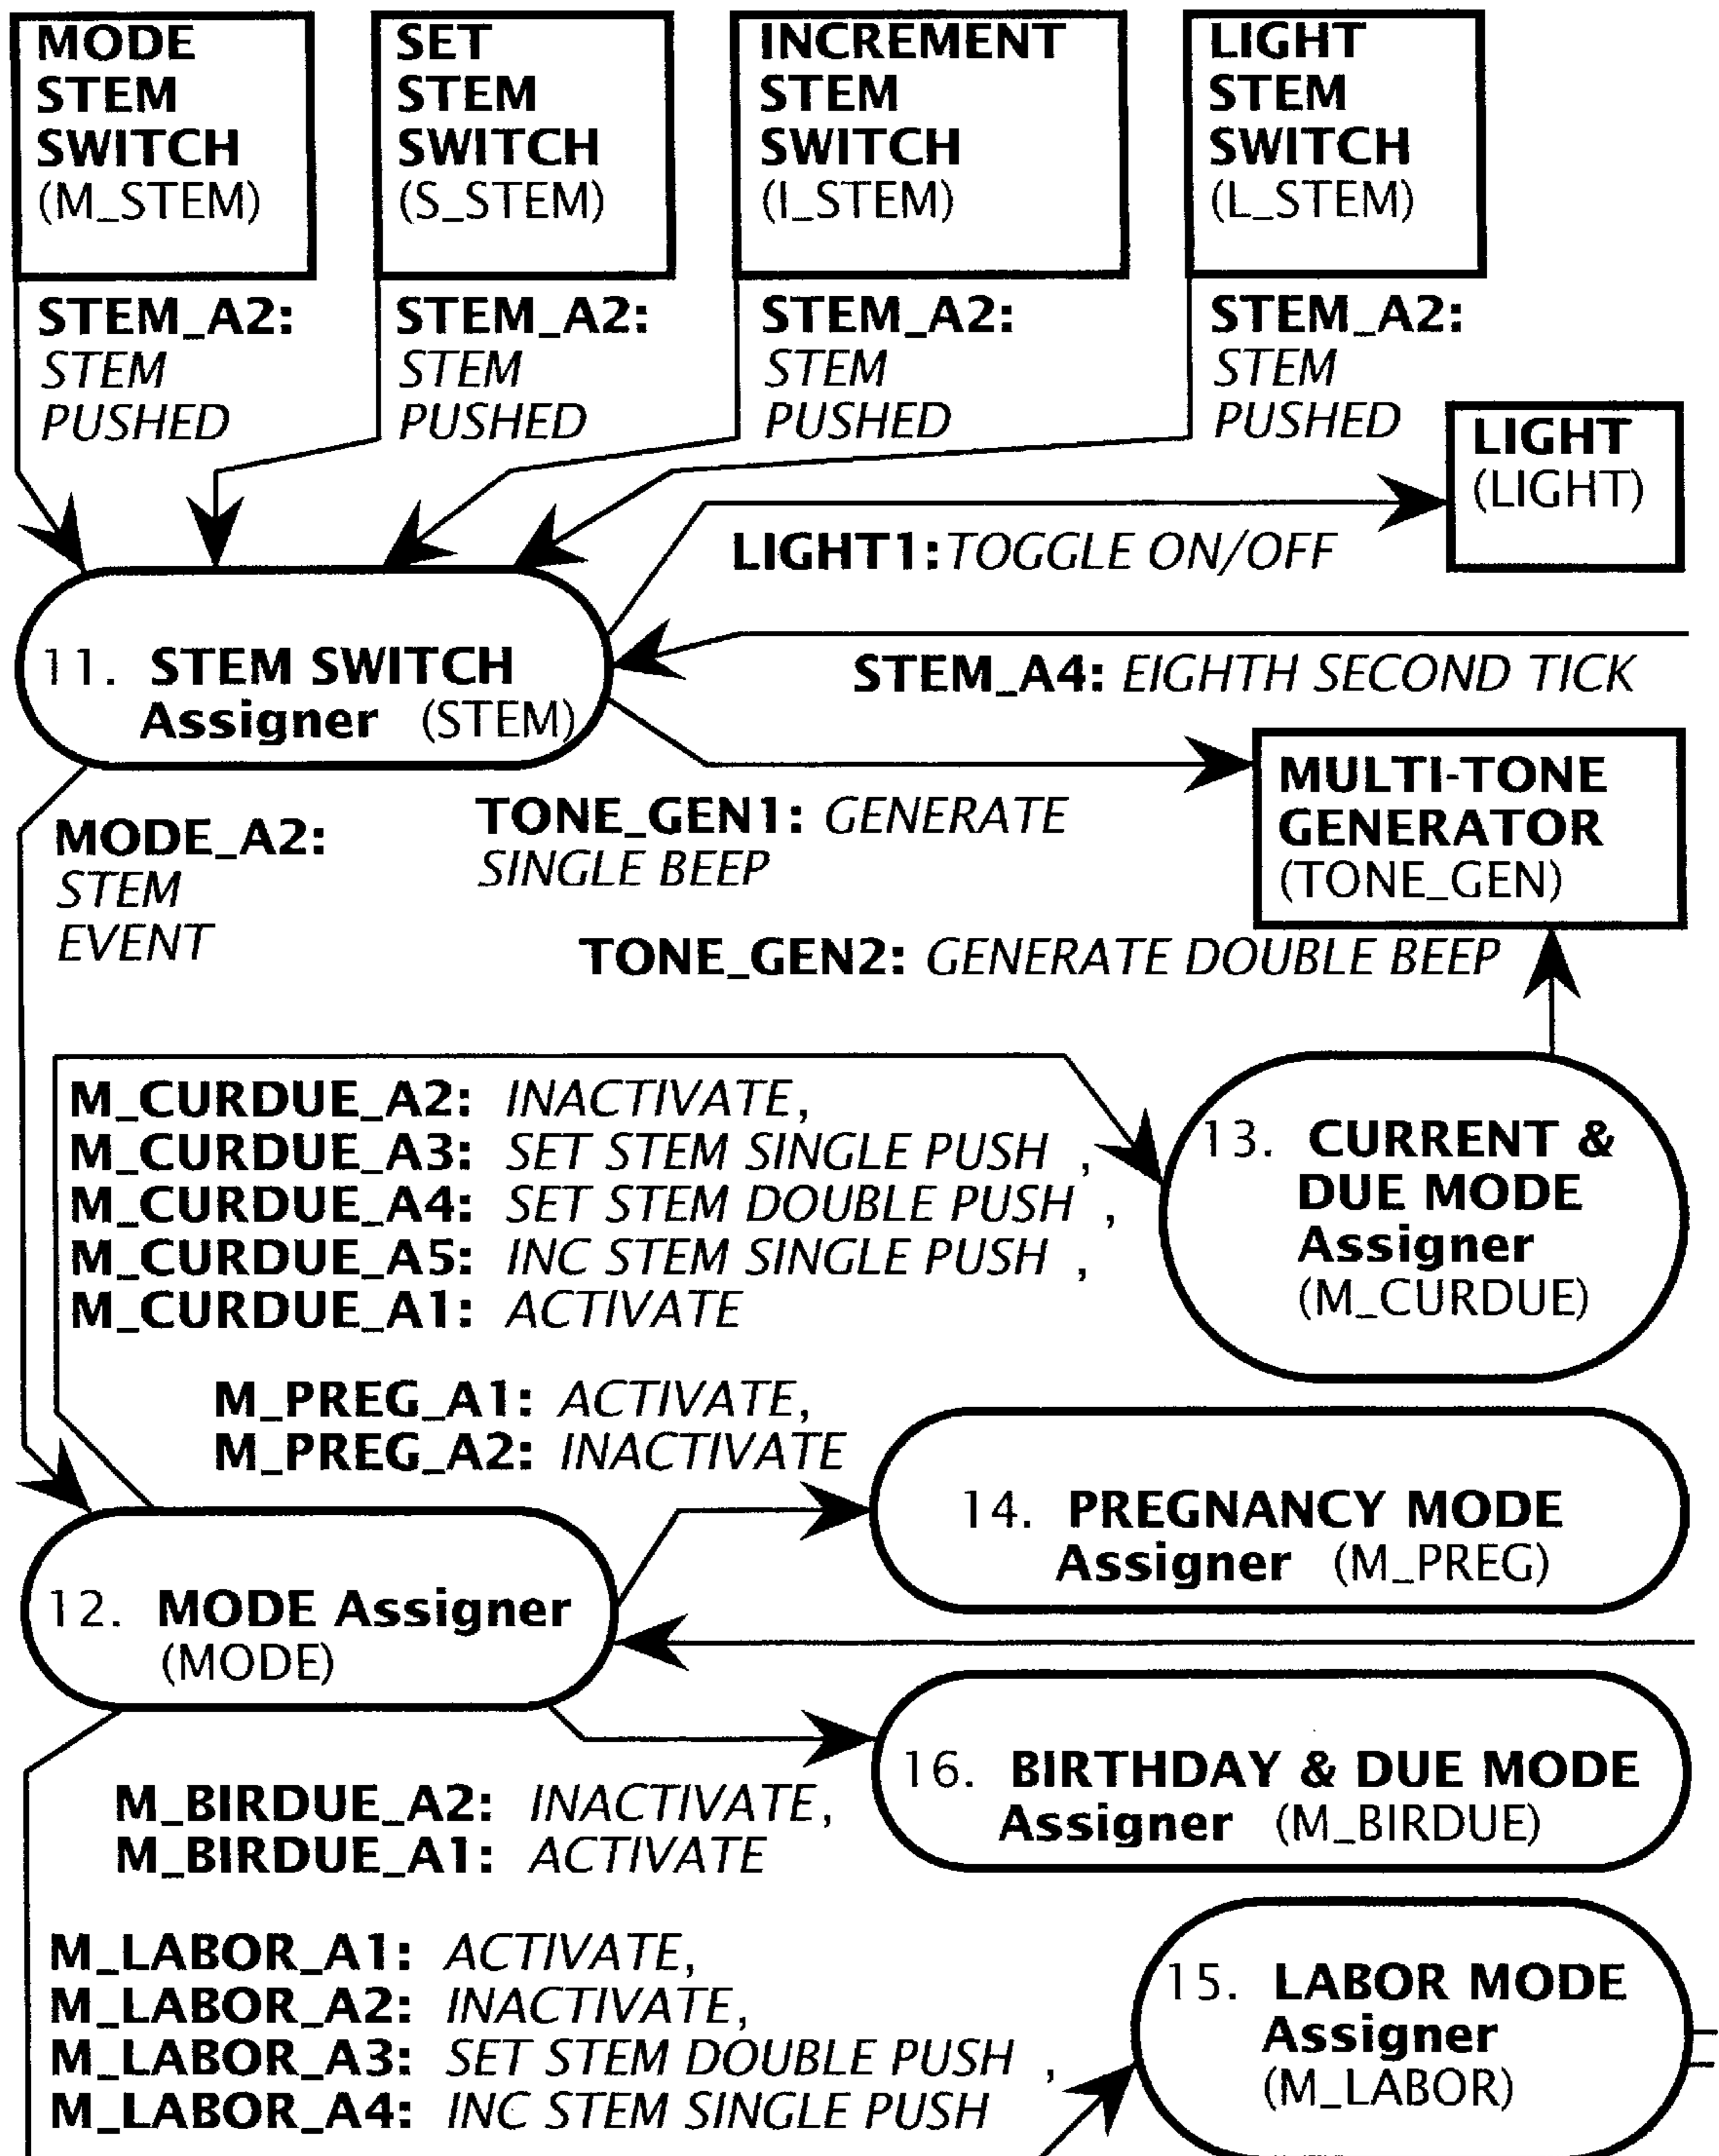 MODE
STEM
SWITCH
(M_STEM)
SET
STEM
SWITCH
(S_STEM)
INCREMENT
STEM
SWITCH
(I_STEM)
LIGHT
STEM
SWITCH
(L_STEM)
STEM_A2:
STEM
PUSHED
STEM_A2:
STEM
PUSHED
STEM_A2:
STEM
PUSHED
STEM_A2:
STEM
PUSHED
LIGHT
(LIGHT)
LIGHT1: TOGGLE ON/OFF
11. STEM SWITCH
Assigner (STEM)
STEM_A4: EIGHTH SECOND TICK
MULTI-TONE
GENERATOR
(TONE_GEN)
TONE_GEN1: GENERATE
SINGLE BEEP
MODE_A2:
STEM
EVENT
TONE_GEN2: GENERATE DOUBLE BEEP
M_CURDUE_A2: INACTIVATE,
M_CURDUE_A3: SET STEM SINGLE PUSH ,
M_CURDUE_A4: SET STEM DOUBLE PUSH ,
M_CURDUE_A5: INC STEM SINGLE PUSH ,
M_CURDUE_A1: ACTIVATE
13. CURRENT &
DUE MODE
Assigner
(M_CURDUE)
M_PREG_A1: ACTIVATE,
M_PREG_A2: INACTIVATE
14. PREGNANCY MODE
Assigner (M_PREG)
12. MODE Assigner
(MODE)
16. BIRTHDAY & DUE MODE
Assigner (M_BIRDUE)
M_BIRDUE_A2: INACTIVATE,
M_BIRDUE_A1: ACTIVATE
M_LABOR_A1: ACTIVATE,
M_LABOR_A2: INACTIVATE,
M_LABOR_A3: SET STEM DOUBLE PUSH ,
M_LABOR_A4: INC STEM SINGLE PUSH
15. LABOR MODE
Assigner
(M_LABOR)